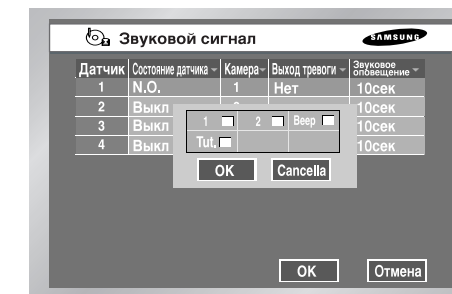 Звуковой сигнал SAMSUNG
Датчик Состояние датчика Камера Выход тревоги Звуковое оповещение
1 N.O. 1 Нет 10сек
2 Выкл 10сек
3 Выкл 10сек
4 Выкл 10сек
1 2 Beep
Tut.
OK Cancella
OK Отмена